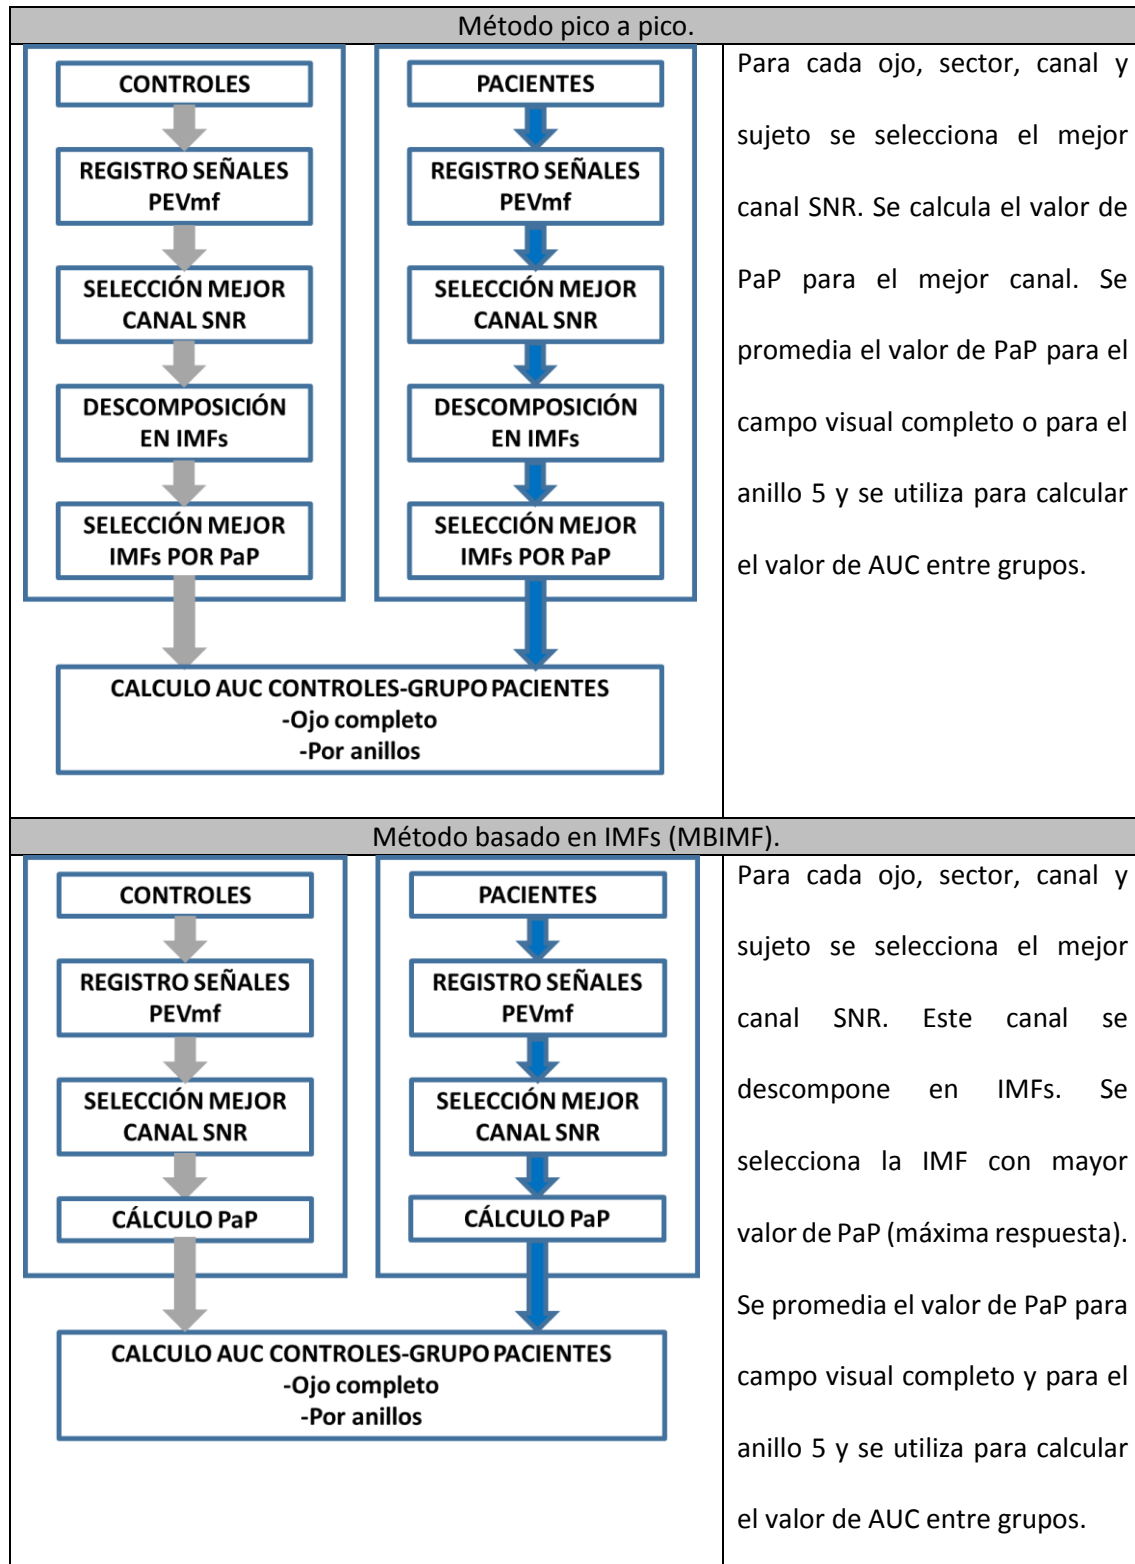 Método pico a pico.
CONTROLES
REGISTRO SEÑALES
PEVmf
SELECCIÓN MEJOR
CANAL SNR
DESCOMPOSICIÓN
EN IMFs
SELECCIÓN MEJOR
IMFs POR PaP
PACIENTES
REGISTRO SEÑALES
PEVmf
SELECCIÓN MEJOR
CANAL SNR
DESCOMPOSICIÓN
EN IMFs
SELECCIÓN MEJOR
IMFs POR PaP
CALCULO AUC CONTROLES-GRUPO PACIENTES
-Ojo completo
-Por anillos
Para cada ojo, sector, canal y
sujeto se selecciona el mejor
canal SNR. Se calcula el valor de
PaP para el mejor canal. Se
promedia el valor de PaP para el
campo visual completo o para el
anillo 5 y se utiliza para calcular
el valor de AUC entre grupos.
Método basado en IMFs (MBIMF).
CONTROLES
REGISTRO SEÑALES
PEVmf
SELECCIÓN MEJOR
CANAL SNR
CÁLCULO PaP
PACIENTES
REGISTRO SEÑALES
PEVmf
SELECCIÓN MEJOR
CANAL SNR
CÁLCULO PaP
CALCULO AUC CONTROLES-GRUPO PACIENTES
-Ojo completo
-Por anillos
Para cada ojo, sector, canal y
sujeto se selecciona el mejor
canal SNR. Este canal se
descompone en IMFs. Se
selecciona la IMF con mayor
valor de PaP (máxima respuesta).
Se promedia el valor de PaP para
campo visual completo y para el
anillo 5 y se utiliza para calcular
el valor de AUC entre grupos.